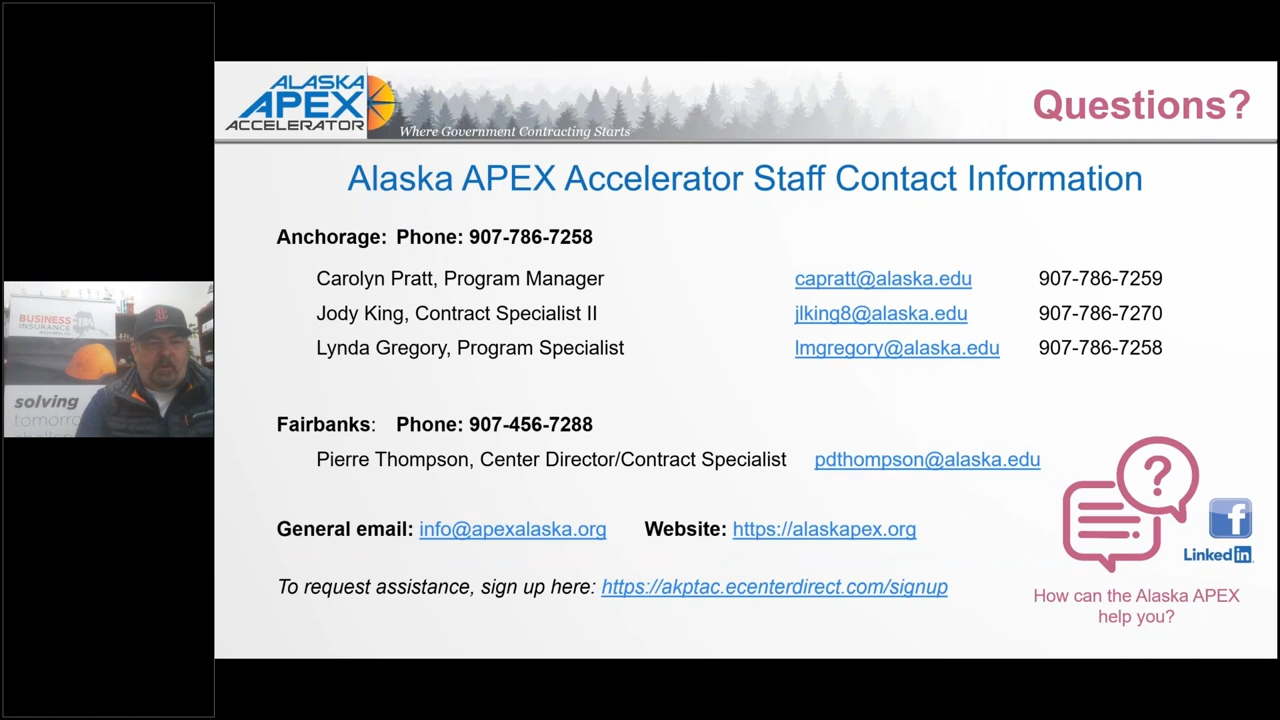 ALASKA
APEX
ACCELERATOR
Where Government Contracting Starts
Questions?
Alaska APEX Accelerator Staff Contact Information
Anchorage: Phone: 907-786-7258
Carolyn Pratt, Program Manager capratt@alaska.edu 907-786-7259
Jody King, Contract Specialist II jlking8@alaska.edu 907-786-7270
Lynda Gregory, Program Specialist lmgregory@alaska.edu 907-786-7258
Fairbanks: Phone: 907-456-7288
Pierre Thompson, Center Director/Contract Specialist pdthompson@alaska.edu
General email: info@apexalaska.org Website: https://alaskapex.org
To request assistance, sign up here: https://akptac.ecenterdirect.com/signup
?
f
Linked in
How can the Alaska APEX
help you?
BUSINESS
INSURANCE
solving
tomorro